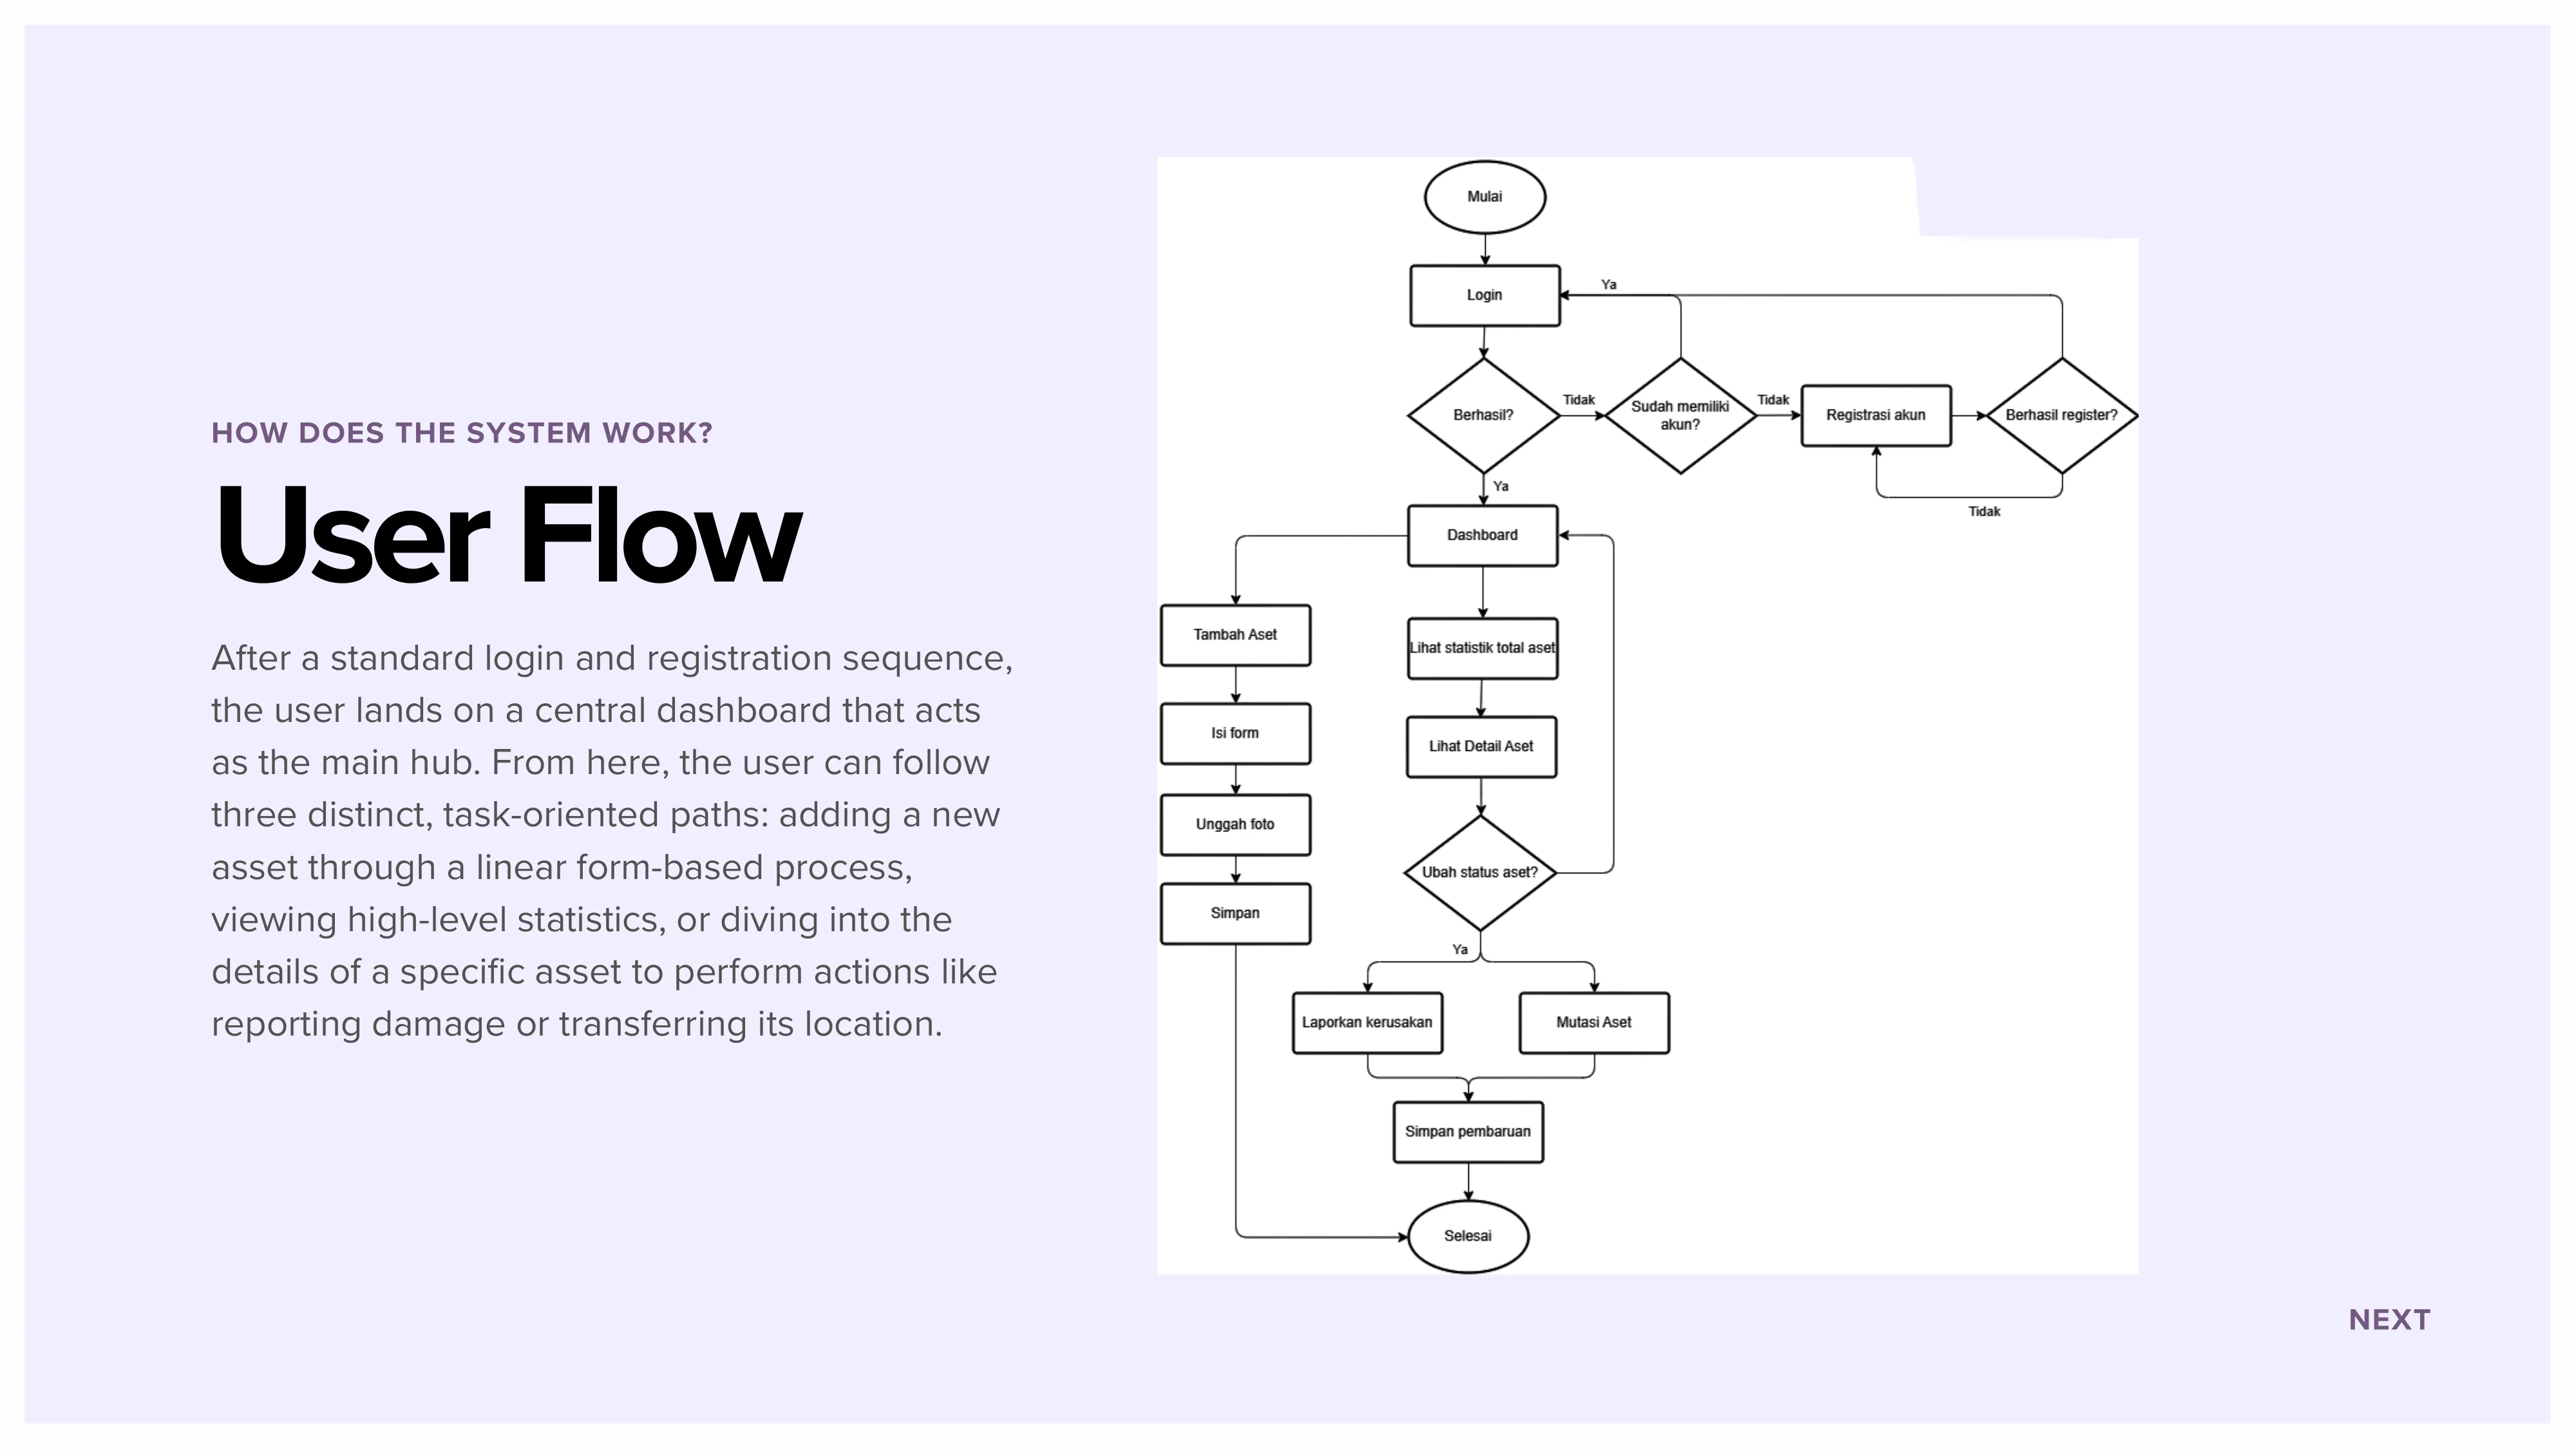 HOW DOES THE SYSTEM WORK?
User Flow
After a standard login and registration sequence,
the user lands on a central dashboard that acts
as the main hub. From here, the user can follow
three distinct, task-oriented paths: adding a new
asset through a linear form-based process,
viewing high-level statistics, or diving into the
details of a specific asset to perform actions like
reporting damage or transferring its location.
Mulai
Login
Ya
Berhasil?
Tidak
Sudah memiliki
akun?
Tidak
Registrasi akun
Berhasil register?
Tidak
Ya
Dashboard
Tambah Aset
Isi form
Unggah foto
Simpan
Lihat statistik total aset
Lihat Detail Aset
Ubah status aset?
Ya
Laporkan kerusakan
Mutasi Aset
Simpan pembaruan
Selesai
NEXT